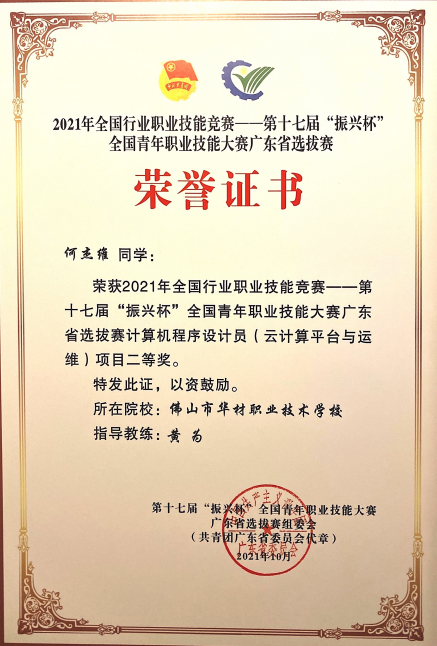 2021年全国行业职业技能竞赛——第十七届“振兴杯”
全国青年职业技能大赛广东省选拔赛
荣誉证书
何杰维 同学：
荣获2021年全国行业职业技能竞赛——第
十七届“振兴杯”全国青年职业技能大赛广东
省选拔赛计算机程序设计员（云计算平台与运
维）项目二等奖。
特发此证，以资鼓励。
所在院校：佛山市华材职业技术学校
指导教练：黄为
第十七届“振兴杯”全国青年职业技能大赛
广东省选拔赛组委会
（共青团广东省委员会代章）
2021年10月